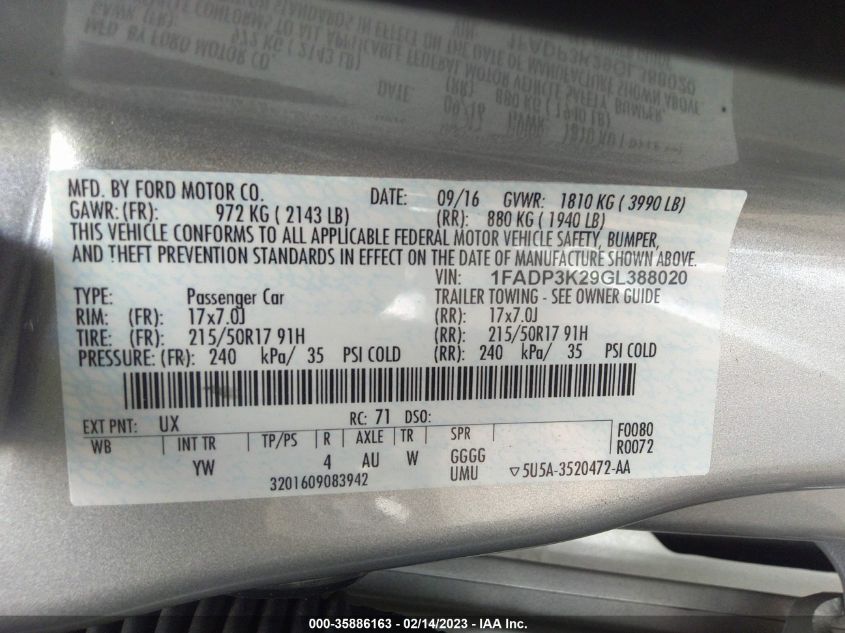 MFD. BY FORD MOTOR CO. DATE: 09/16 GVWR: 1810 KG ( 3990 LB)
GAWR: (FR): 972 KG ( 2143 LB) (RR): 880 KG ( 1940 LB)
THIS VEHICLE CONFORMS TO ALL APPLICABLE FEDERAL MOTOR VEHICLE SAFETY, BUMPER,
AND THEFT PREVENTION STANDARDS IN EFFECT ON THE DATE OF MANUFACTURE SHOWN ABOVE.
VIN: 1FADP3K29GL388020
TYPE: Passenger Car TRAILER TOWING - SEE OWNER GUIDE
RIM: (FR): 17x7.0J (RR): 17x7.0J
TIRE: (FR): 215/50R17 91H (RR): 215/50R17 91H
PRESSURE: (FR): 240 kPa/ 35 PSI COLD (RR): 240 kPa/ 35 PSI COLD
EXT PNT: UX RC: 71 DSO: F0080
WB INT TR TP/PS R AXLE TR SPR R0072
YW 4 AU W GGGG
UMU ▽5U5A-3520472-AA
3201609083942
000-35886163 - 02/14/2023 - IAA Inc.